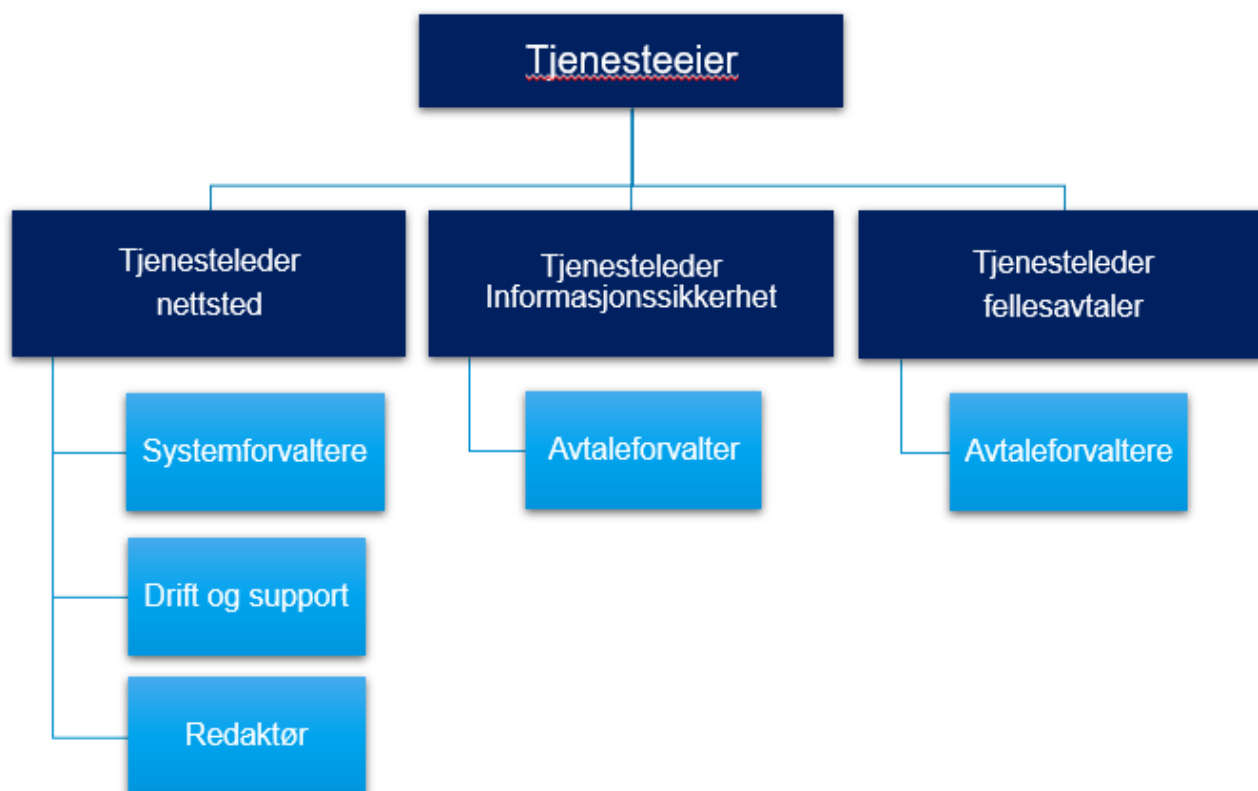 Tjenesteeier
Tjenesteleder
nettsted
Tjenesteleder
Informasjonssikkerhet
Tjenesteleder
fellesavtaler
Systemforvaltere
Avtaleforvalter
Avtaleforvaltere
Drift og support
Redaktør